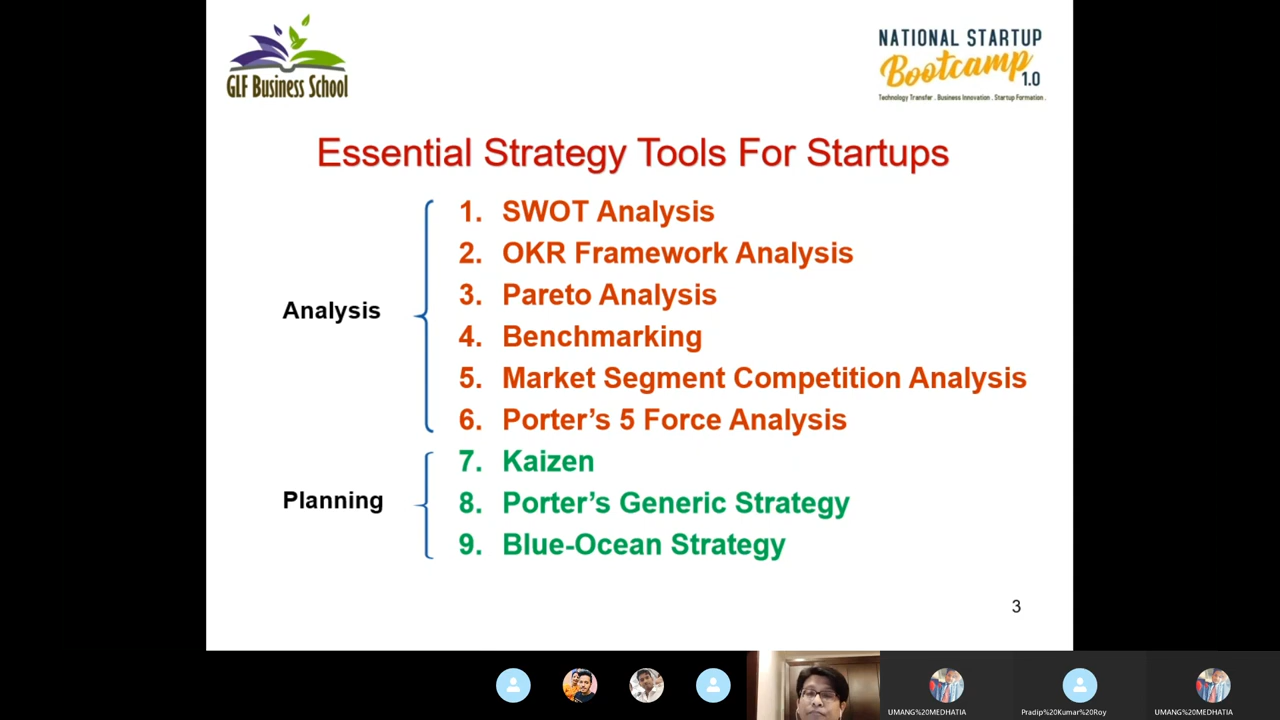 GLF Business School
NATIONAL STARTUP
Bootcamp
1.0
Technology Transfer . Business Innovation . Startup Formation .
Essential Strategy Tools For Startups
Analysis
1. SWOT Analysis
2. OKR Framework Analysis
3. Pareto Analysis
4. Benchmarking
5. Market Segment Competition Analysis
6. Porter’s 5 Force Analysis
Planning
7. Kaizen
8. Porter’s Generic Strategy
9. Blue-Ocean Strategy
3
UMANG%20MEDHATIA
Pradip%20Kumar%20Roy
UMANG%20MEDHATIA